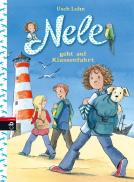 Usch Luhn
Nele
geht auf
Klassenfahrt
cbj